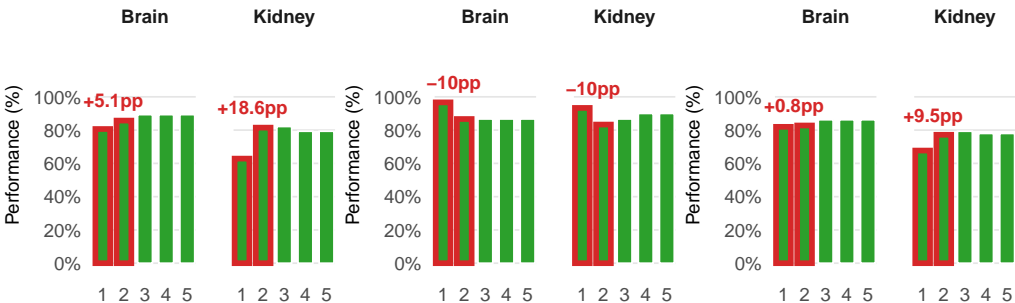 Brain Kidney Brain Kidney Brain Kidney
Performance (%)
100%
80%
60%
40%
20%
0%
+5.1pp
+18.6pp
1 2 3 4 5
1 2 3 4 5
Performance (%)
100%
80%
60%
40%
20%
0%
−10pp
−10pp
1 2 3 4 5
1 2 3 4 5
Performance (%)
100%
80%
60%
40%
20%
0%
+0.8pp
+9.5pp
1 2 3 4 5
1 2 3 4 5